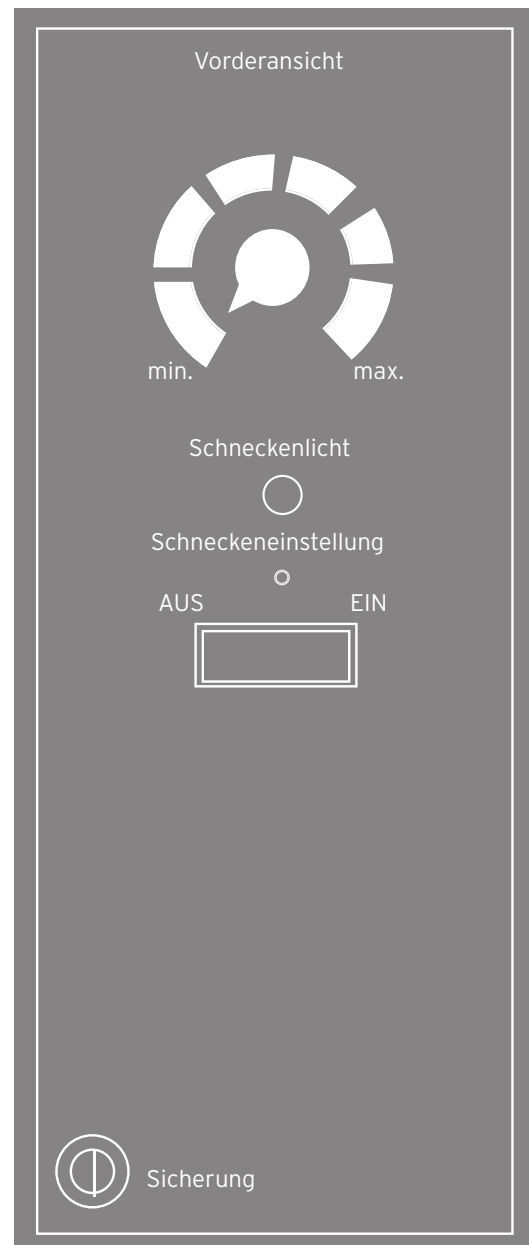 Vorderansicht
min. max.
Schneckenlicht
Schneckeneinstellung
AUS EIN
Sicherung